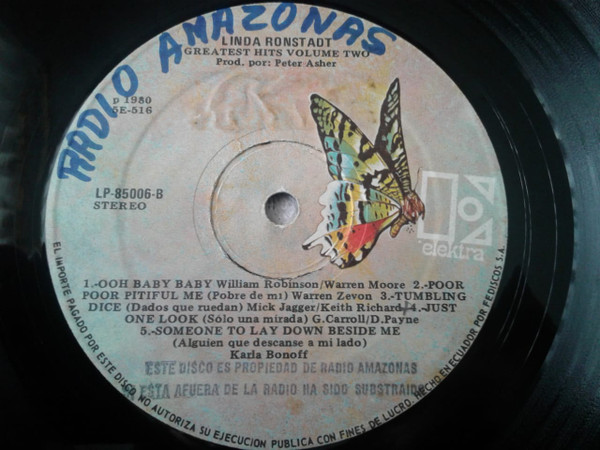 RADIO AMAZONAS
LINDA RONSTADT
GREATEST HITS VOLUME TWO
Prod. por: Peter Asher
p 1980
5E-516
LP-85006-B
STEREO
elektra
1.-OOH BABY BABY William Robinson/Warren Moore 2.-POOR
POOR PITIFUL ME (Pobre de mi) Warren Zevon 3.-TUMBLING
DICE (Dados que ruedan) Mick Jagger/Keith Richard/4.-JUST
ONE LOOK (Sólo una mirada) G.Carroll/D.Payne
5.-SOMEONE TO LAY DOWN BESIDE ME
(Alguien que descanse a mi lado)
Karla Bonoff
ESTE DISCO ES PROPIEDAD DE RADIO AMAZONAS
ESTA AFUERA DE LA RADIO HA SIDO SUBSTRAIDO
EL IMPORTE PAGADO POR ESTE DISCO NO AUTORIZA SU EJECUCION PUBLICA CON FINES DE LUCRO. HECHO EN ECUADOR POR FEDISCOS S.A.